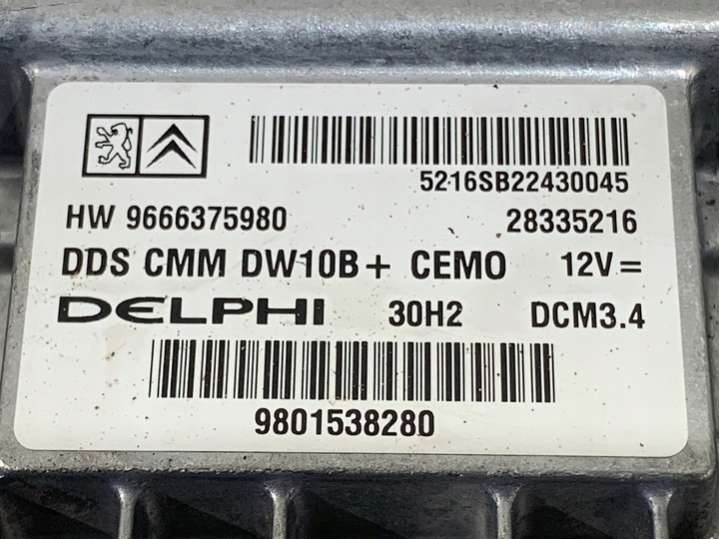 5216SB22430045
HW 9666375980 28335216
DDS CMM DW10B+ CEMO 12V=
DELPHI 30H2 DCM3.4
9801538280